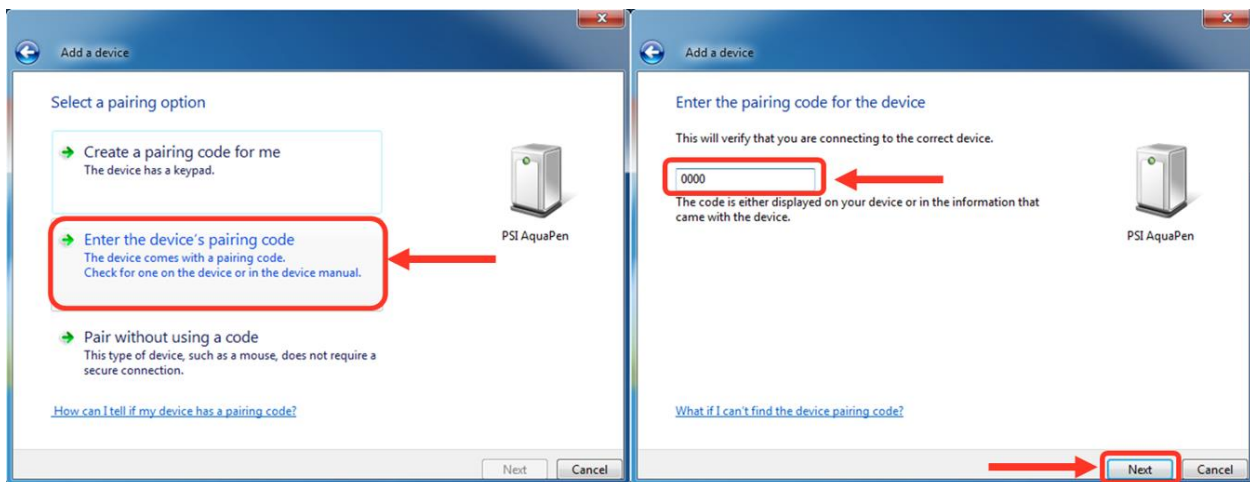 Add a device
Select a pairing option
Create a pairing code for me
The device has a keypad.
Enter the device's pairing code
The device comes with a pairing code.
Check for one on the device or in the device manual.
PSI AquaPen
Pair without using a code
This type of device, such as a mouse, does not require a
secure connection.
How can I tell if my device has a pairing code?
Next
Cancel
Add a device
Enter the pairing code for the device
This will verify that you are connecting to the correct device.
0000
The code is either displayed on your device or in the information that
came with the device.
PSI AquaPen
What if I can't find the device pairing code?
Next
Cancel